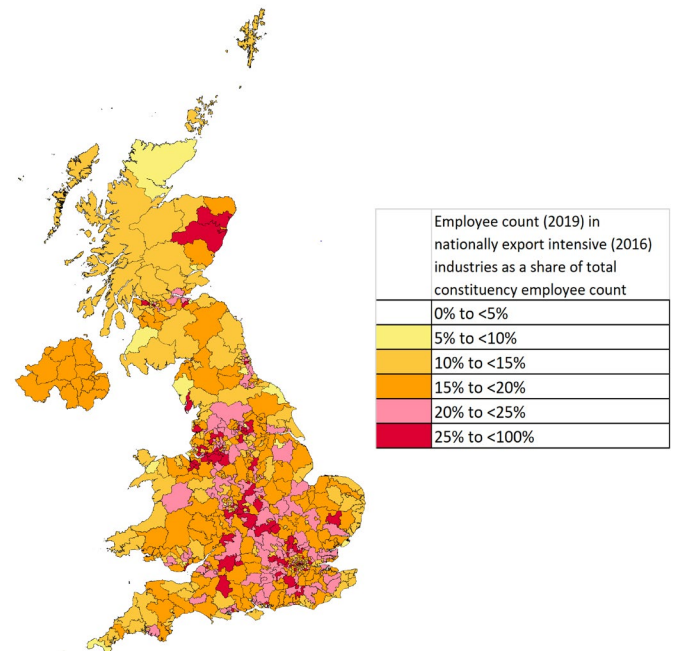 Employee count (2019) in
nationally export intensive (2016)
industries as a share of total
constituency employee count
0% to <5%
5% to <10%
10% to <15%
15% to <20%
20% to <25%
25% to <100%